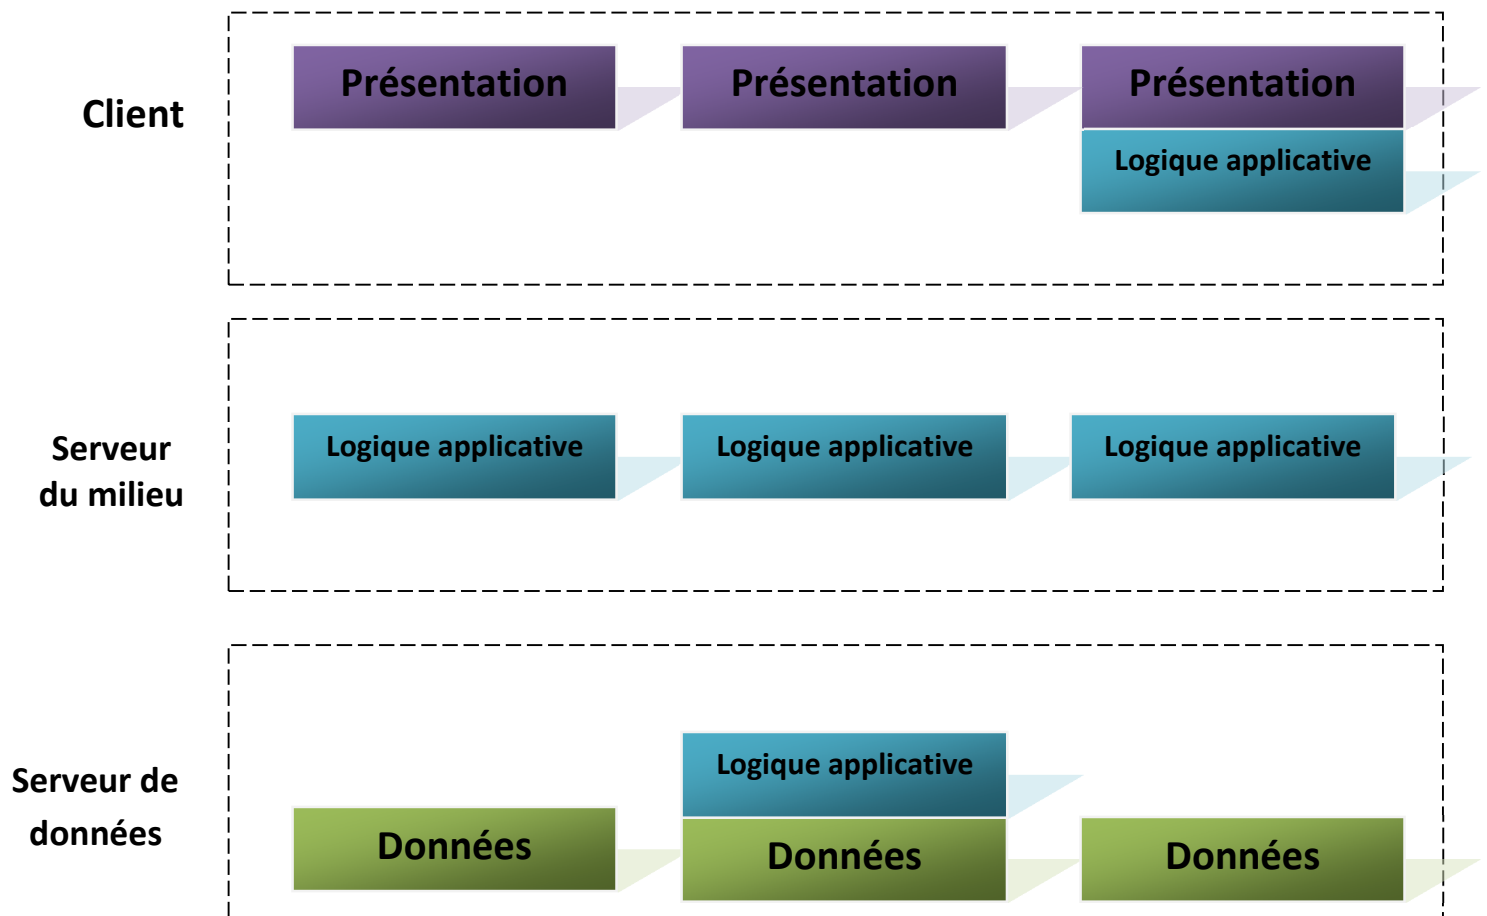 Client
Présentation
Présentation
Présentation
Logique applicative
Serveur
du milieu
Logique applicative
Logique applicative
Logique applicative
Serveur de
données
Logique applicative
Données
Données
Données